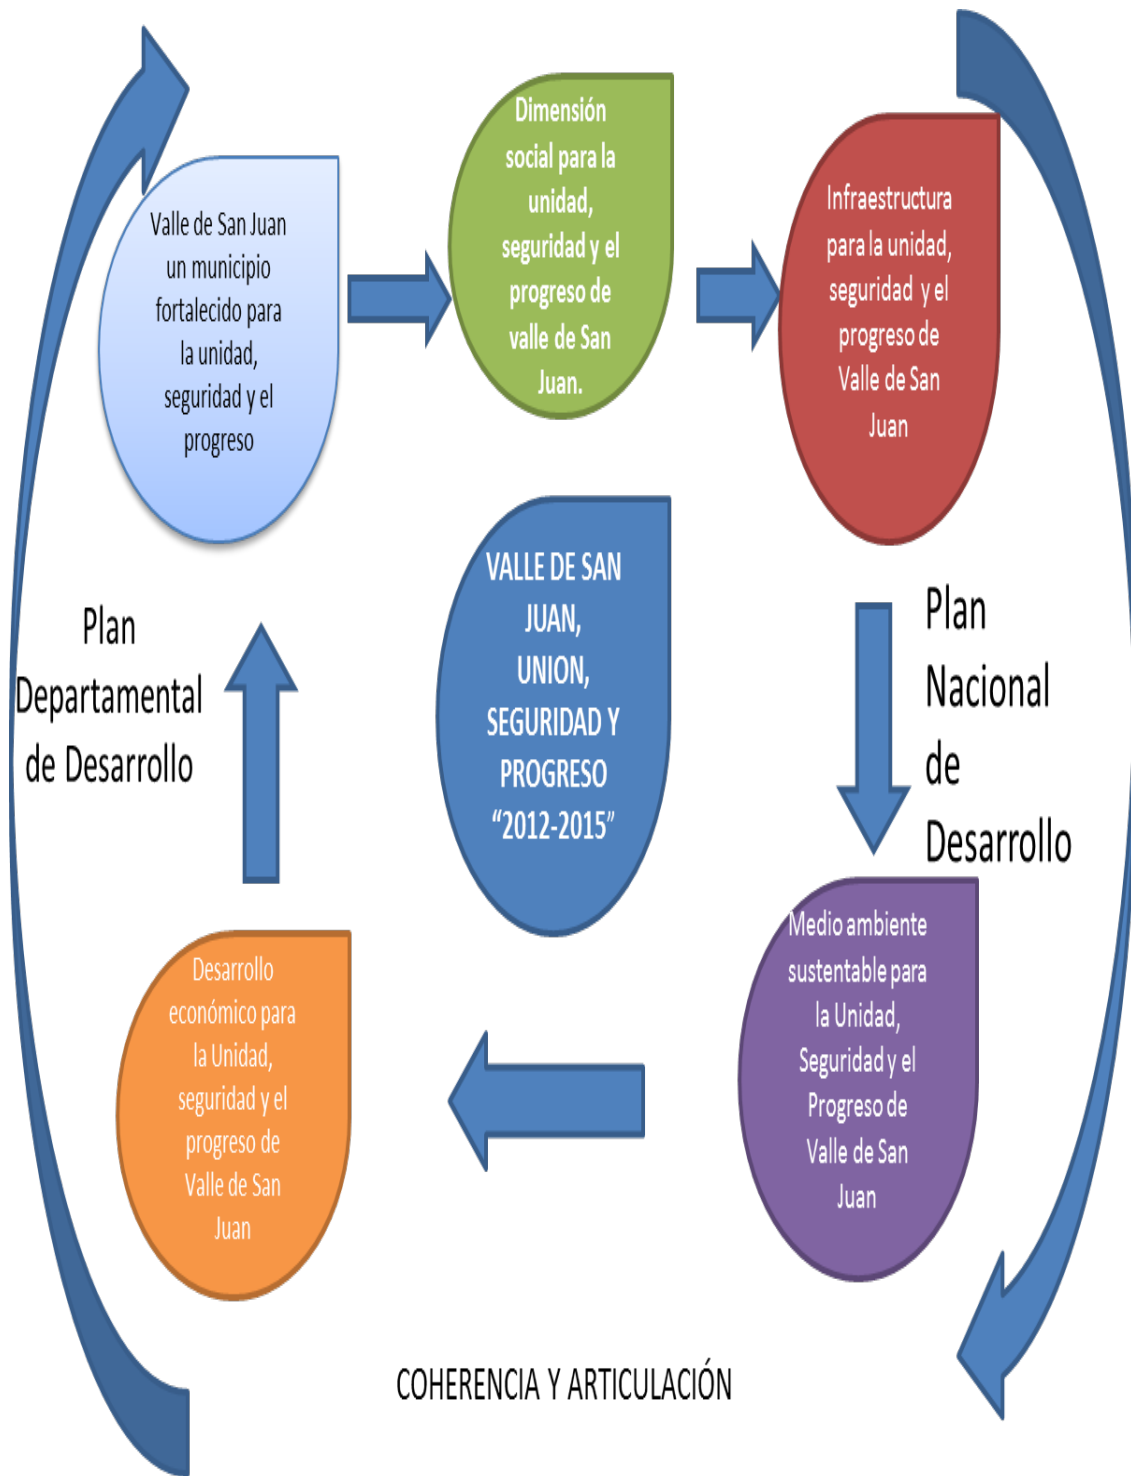 Valle de San Juan
un municipio
fortalecido para
la unidad,
seguridad y el
progreso
Dimensión
social para la
unidad,
seguridad y el
progreso de
valle de San
Juan.
Infraestructura
para la unidad,
seguridad y el
progreso de
Valle de San
Juan
Plan
Departamental
de Desarrollo
VALLE DE SAN
JUAN,
UNION,
SEGURIDAD Y
PROGRESO
“2012-2015”
Plan
Nacional
de
Desarrollo
Desarrollo
económico para
la Unidad,
seguridad y el
progreso de
Valle de San
Juan
Medio ambiente
sustentable para
la Unidad,
Seguridad y el
Progreso de
Valle de San
Juan
COHERENCIA Y ARTICULACIÓN